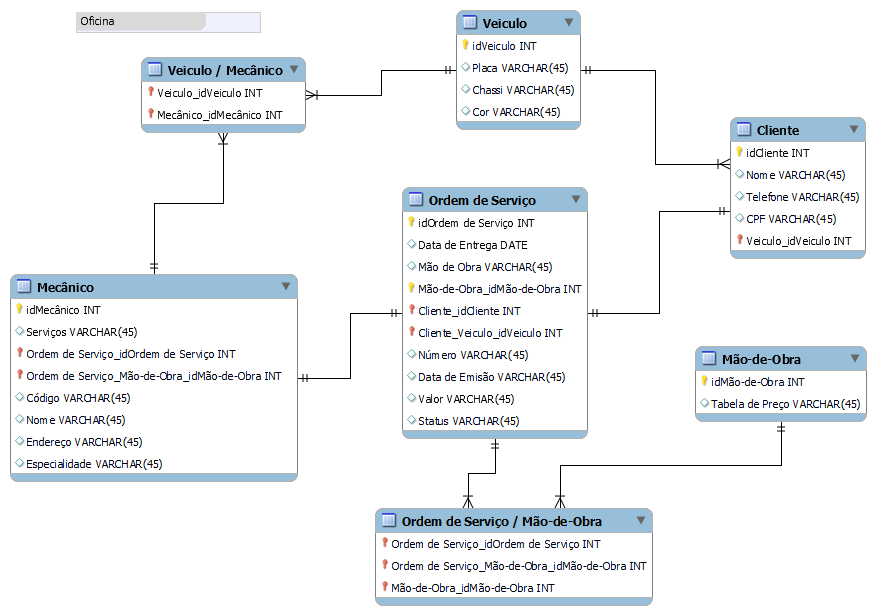 Oficina
Veiculo
idVeiculo INT
Placa VARCHAR(45)
Chassi VARCHAR(45)
Cor VARCHAR(45)
Veiculo / Mecânico
Veiculo_idVeiculo INT
Mecânico_idMecânico INT
Cliente
idCliente INT
Nome VARCHAR(45)
Telefone VARCHAR(45)
CPF VARCHAR(45)
Veiculo_idVeiculo INT
Ordem de Serviço
idOrdem de Serviço INT
Data de Entrega DATE
Mão de Obra VARCHAR(45)
Mão-de-Obra_idMão-de-Obra INT
Cliente_idCliente INT
Cliente_Veiculo_idVeiculo INT
Número VARCHAR(45)
Data de Emisão VARCHAR(45)
Valor VARCHAR(45)
Status VARCHAR(45)
Mecânico
idMecânico INT
Serviços VARCHAR(45)
Ordem de Serviço_idOrdem de Serviço INT
Ordem de Serviço_Mão-de-Obra_idMão-de-Obra INT
Código VARCHAR(45)
Nome VARCHAR(45)
Endereço VARCHAR(45)
Especialidade VARCHAR(45)
Mão-de-Obra
idMão-de-Obra INT
Tabela de Preço VARCHAR(45)
Ordem de Serviço / Mão-de-Obra
Ordem de Serviço_idOrdem de Serviço INT
Ordem de Serviço_Mão-de-Obra_idMão-de-Obra INT
Mão-de-Obra_idMão-de-Obra INT